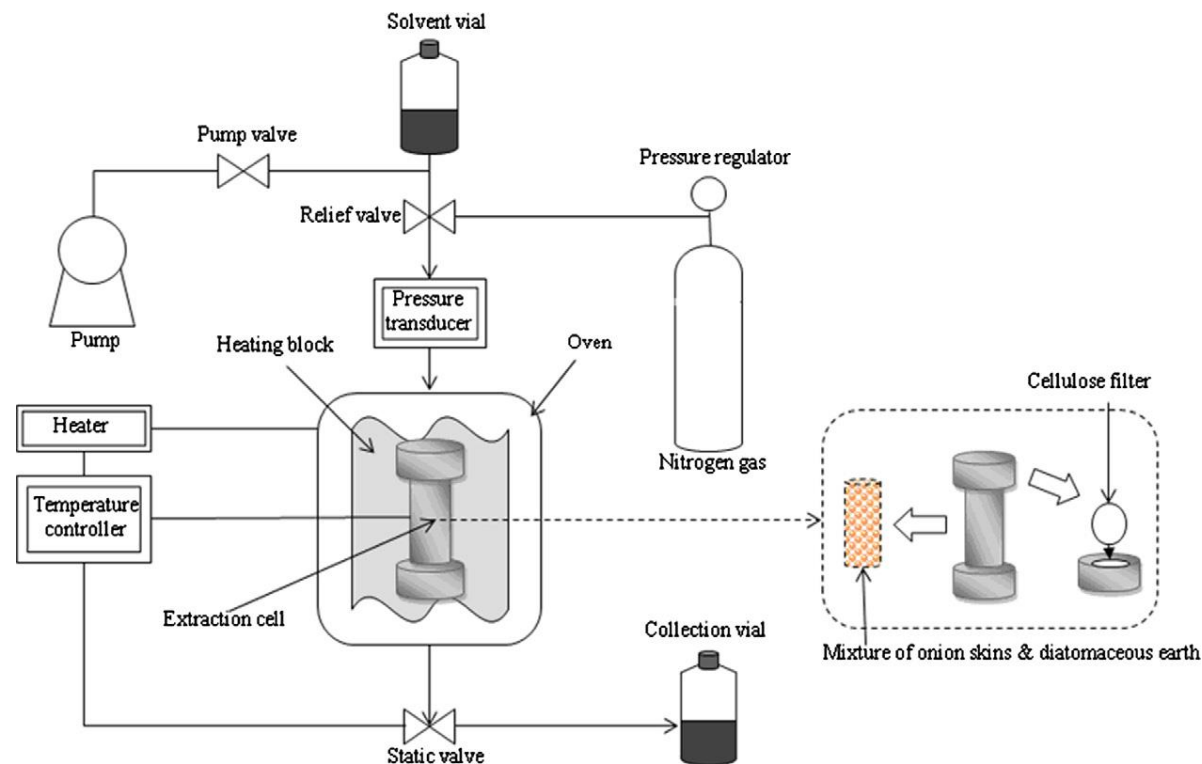 Solvent vial
Pump valve
Pressure regulator
Relief valve
Pressure
transducer
Pump
Heating block
Oven
Cellulose filter
Heater
Nitrogen gas
Temperature
controller
Extraction cell
Collection vial
Mixture of onion skins & diatomaceous earth
Static valve